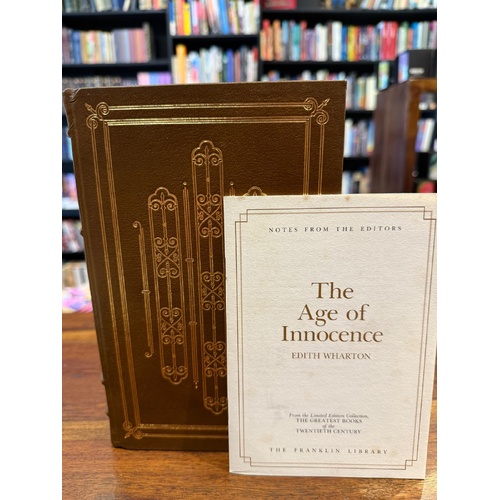 NOTES FROM THE EDITORS
The
Age of
Innocence
EDITH WHARTON
From the Limited Edition Collection,
THE GREATEST BOOKS
of the
TWENTIETH CENTURY
THE FRANKLIN LIBRARY